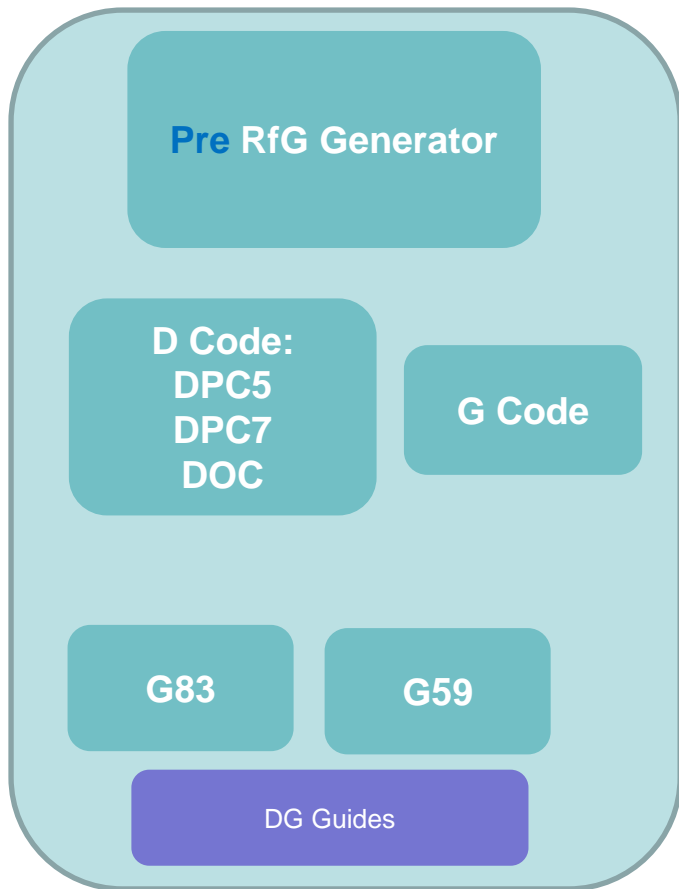 Pre RfG Generator
D Code:
DPC5
DPC7
DOC
G Code
G83
G59
DG Guides